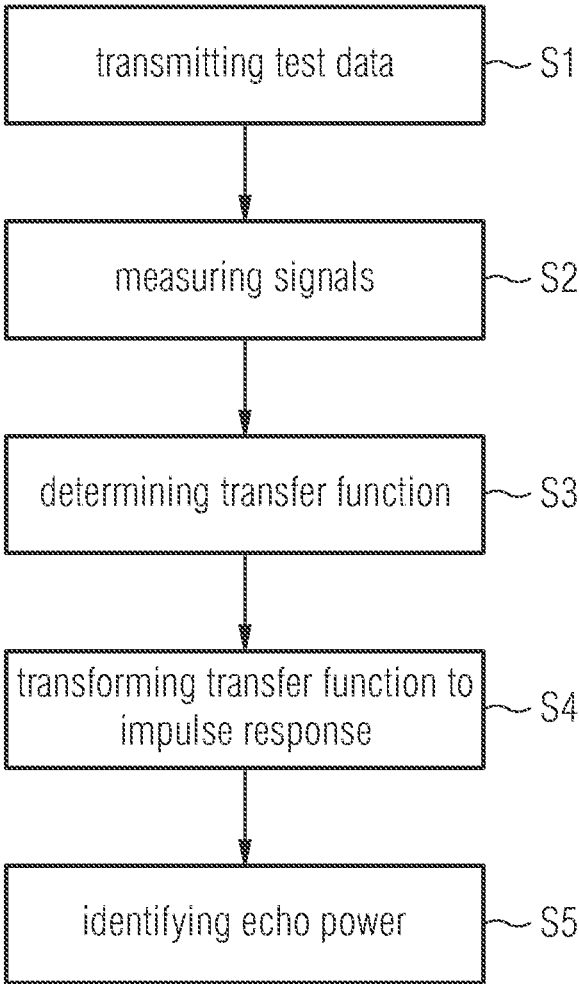 transmitting test data S1
measuring signals S2
determining transfer function S3
transforming transfer function to
impulse response S4
identifying echo power S5